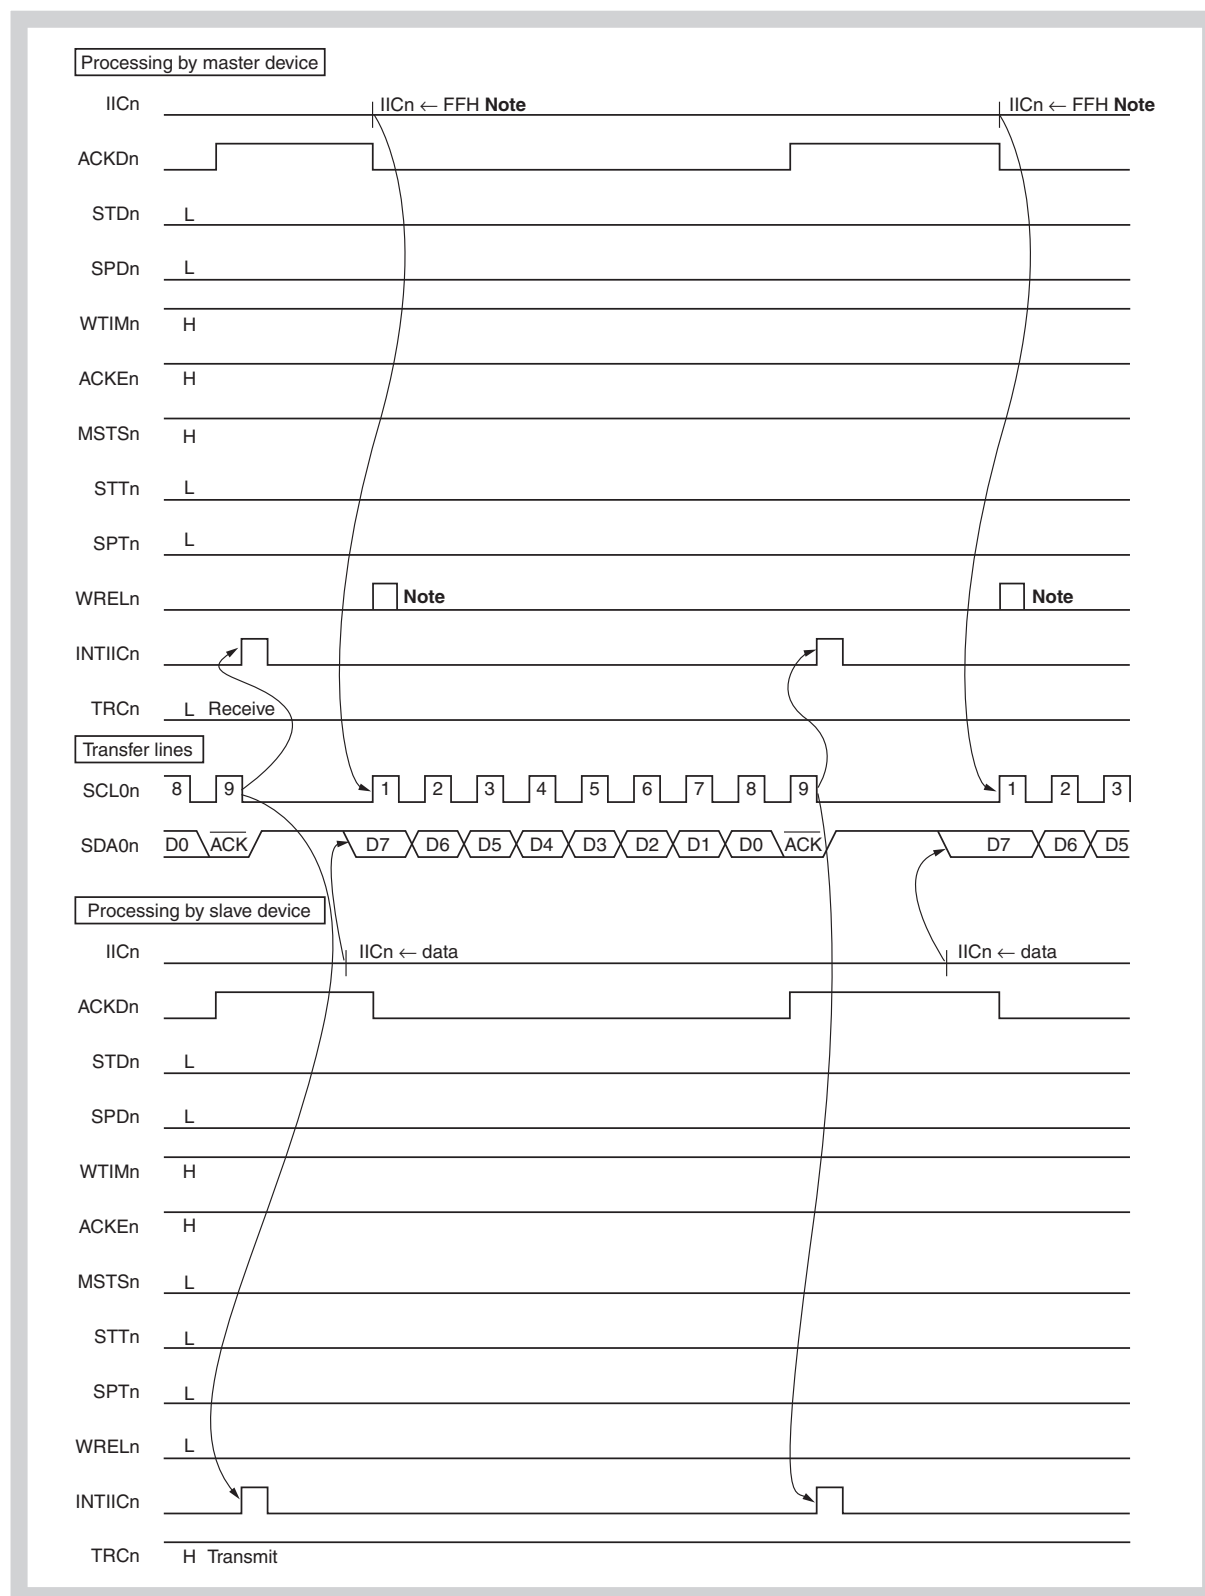 Processing by master device
IICn IICn ← FFH Note IICn ← FFH Note
ACKDn
STDn L
SPDn L
WTIMn H
ACKEn H
MSTSn H
STTn L
SPTn L
WRELn Note Note
INTIICn
TRCn L Receive
Transfer lines
SCL0n 8 9 1 2 3 4 5 6 7 8 9 1 2 3
SDA0n D0 ACK D7 D6 D5 D4 D3 D2 D1 D0 ACK D7 D6 D5
Processing by slave device
IICn IICn ← data IICn ← data
ACKDn
STDn L
SPDn L
WTIMn H
ACKEn H
MSTSn L
STTn L
SPTn L
WRELn L
INTIICn
TRCn H Transmit